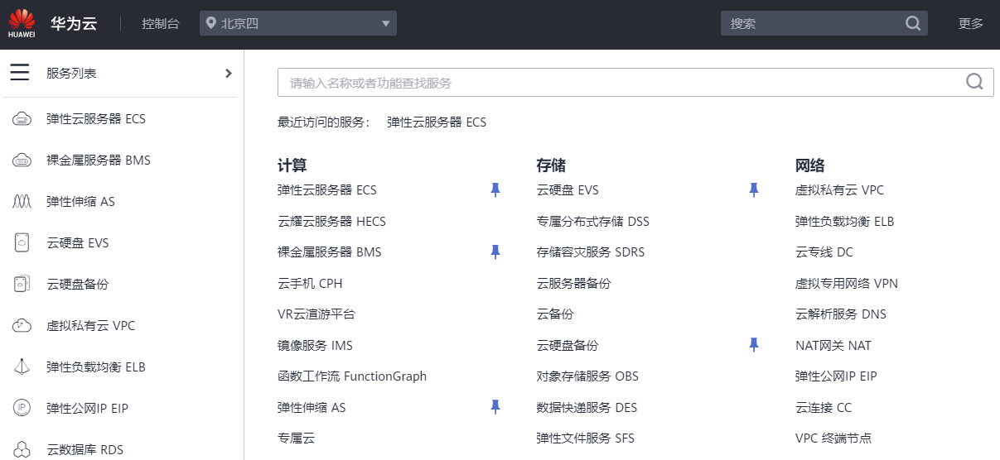 HUAWEI 华为云 控制台 北京四 搜索 更多
服务列表
弹性云服务器 ECS
裸金属服务器 BMS
弹性伸缩 AS
云硬盘 EVS
云硬盘备份
虚拟私有云 VPC
弹性负载均衡 ELB
IP 弹性公网IP EIP
云数据库 RDS
请输入名称或者功能查找服务
最近访问的服务： 弹性云服务器 ECS
计算
弹性云服务器 ECS
云耀云服务器 HECS
裸金属服务器 BMS
云手机 CPH
VR云渲游平台
镜像服务 IMS
函数工作流 FunctionGraph
弹性伸缩 AS
专属云
存储
云硬盘 EVS
专属分布式存储 DSS
存储容灾服务 SDRS
云服务器备份
云备份
云硬盘备份
对象存储服务 OBS
数据快递服务 DES
弹性文件服务 SFS
网络
虚拟私有云 VPC
弹性负载均衡 ELB
云专线 DC
虚拟专用网络 VPN
云解析服务 DNS
NAT网关 NAT
弹性公网IP EIP
云连接 CC
VPC 终端节点